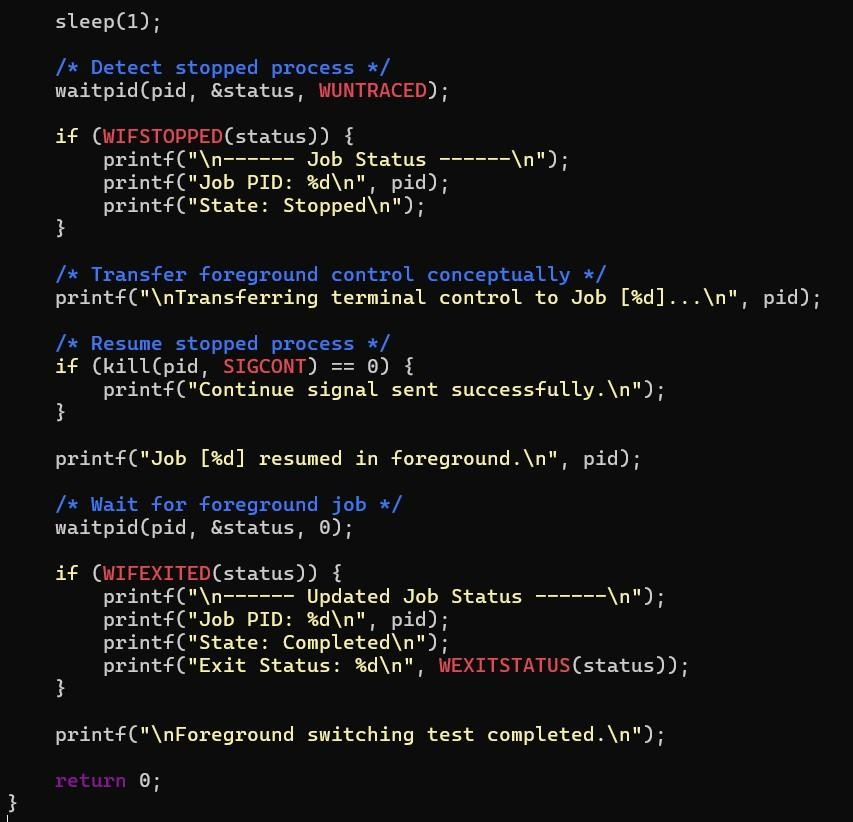 sleep(1);

    /* Detect stopped process */
    waitpid(pid, &status, WUNTRACED);

    if (WIFSTOPPED(status)) {
        printf("\n------ Job Status ------\n");
        printf("Job PID: %d\n", pid);
        printf("State: Stopped\n");
    }

    /* Transfer foreground control conceptually */
    printf("\nTransferring terminal control to Job [%d]...\n", pid);

    /* Resume stopped process */
    if (kill(pid, SIGCONT) == 0) {
        printf("Continue signal sent successfully.\n");
    }

    printf("Job [%d] resumed in foreground.\n", pid);

    /* Wait for foreground job */
    waitpid(pid, &status, 0);

    if (WIFEXITED(status)) {
        printf("\n------ Updated Job Status ------\n");
        printf("Job PID: %d\n", pid);
        printf("State: Completed\n");
        printf("Exit Status: %d\n", WEXITSTATUS(status));
    }

    printf("\nForeground switching test completed.\n");

    return 0;
}